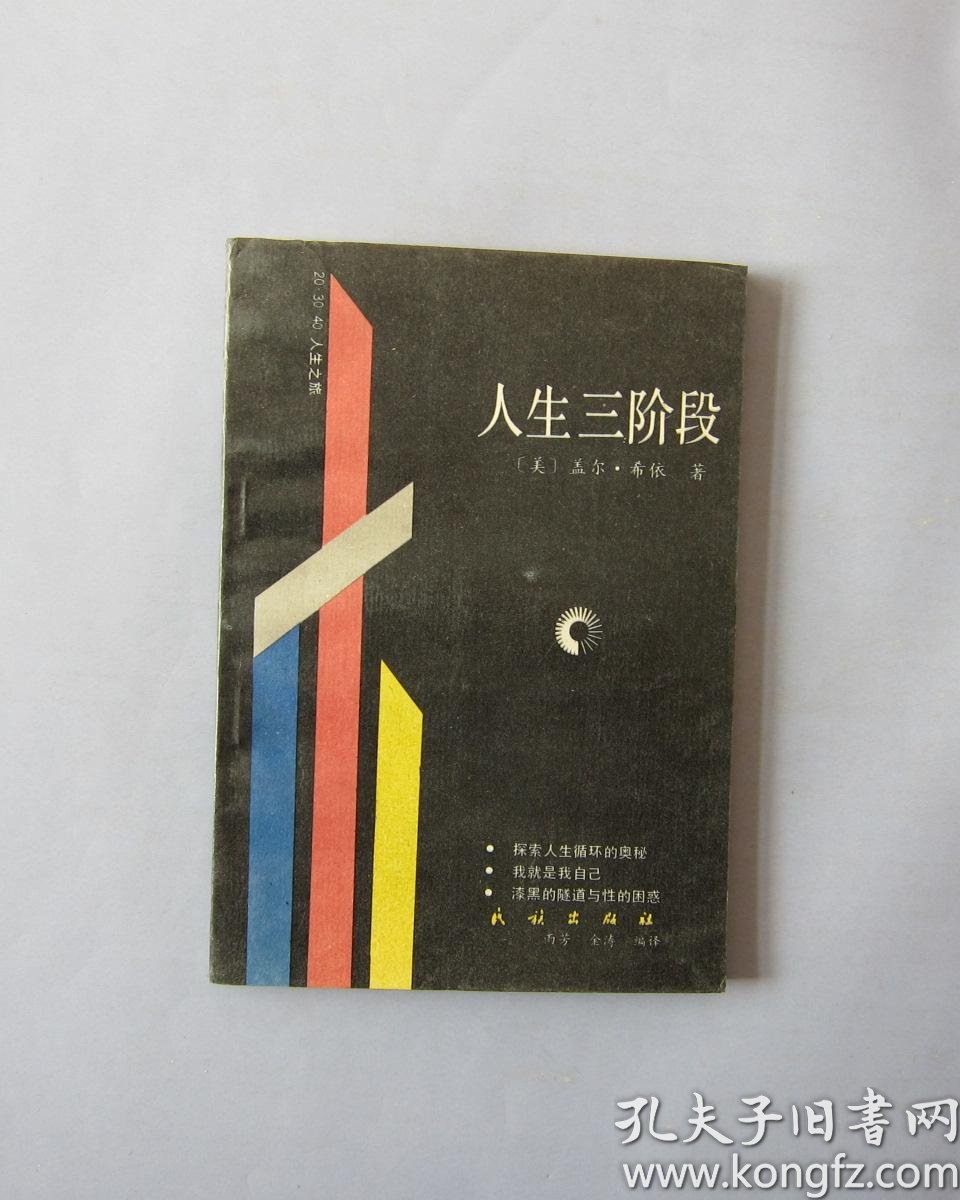 20·30·40 人生之旅
人生三阶段
〔美〕盖尔·希依 著
• 探索人生循环的奥秘
• 我就是我自己
• 漆黑的隧道与性的困惑
民族出版社
雨芳 金涛 编译
孔夫子旧書网
www.kongfz.com